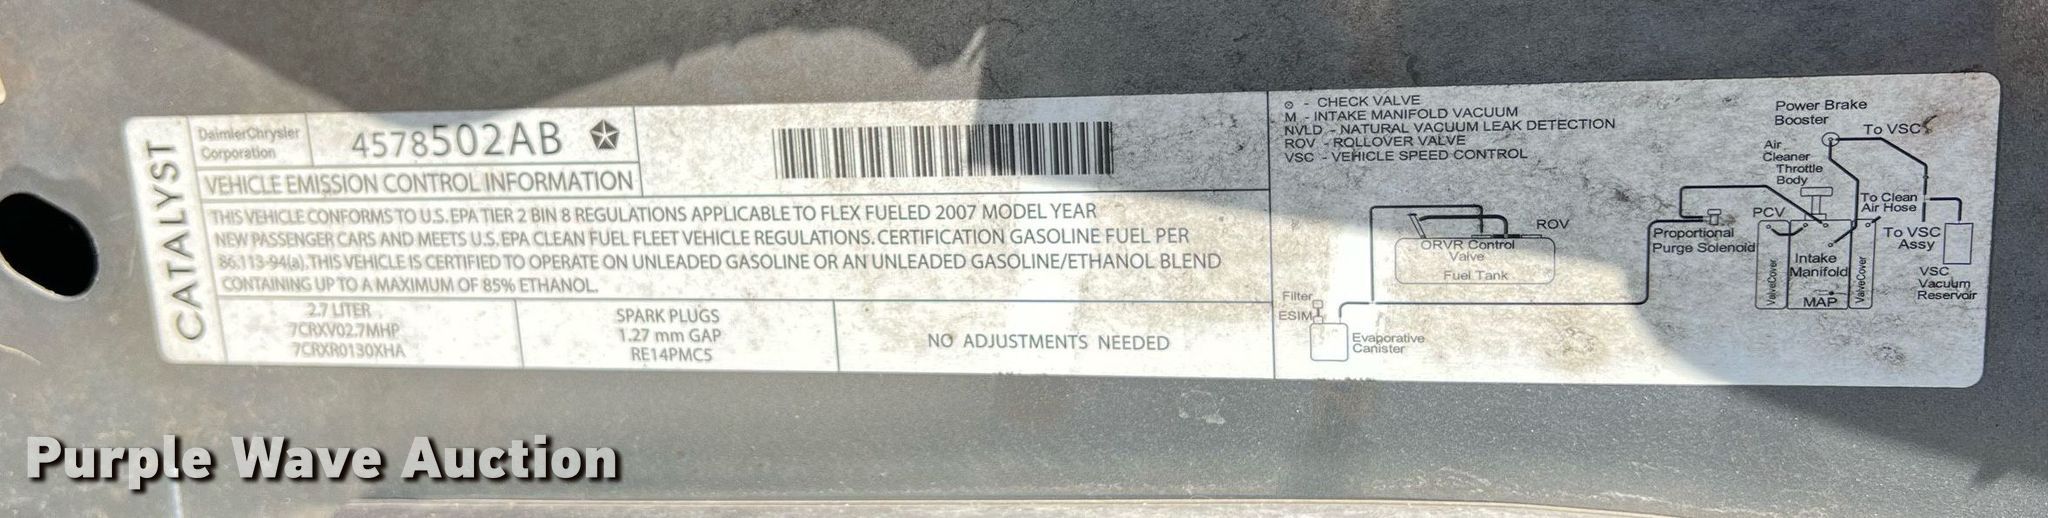 CATALYST
DaimlerChrysler
Corporation
4578502AB
VEHICLE EMISSION CONTROL INFORMATION
THIS VEHICLE CONFORMS TO U.S. EPA TIER 2 BIN 8 REGULATIONS APPLICABLE TO FLEX FUELED 2007 MODEL YEAR
NEW PASSENGER CARS AND MEETS U.S. EPA CLEAN FUEL FLEET VEHICLE REGULATIONS. CERTIFICATION GASOLINE FUEL PER
86.113-94(a). THIS VEHICLE IS CERTIFIED TO OPERATE ON UNLEADED GASOLINE OR AN UNLEADED GASOLINE/ETHANOL BLEND
CONTAINING UP TO A MAXIMUM OF 85% ETHANOL.
2.7 LITER
7CRXV02.7MHP
7CRXR0130XHA
SPARK PLUGS
1.27 mm GAP
RE14PMC5
NO ADJUSTMENTS NEEDED
- CHECK VALVE
M - INTAKE MANIFOLD VACUUM
NVLD - NATURAL VACUUM LEAK DETECTION
ROV - ROLLOVER VALVE
VSC - VEHICLE SPEED CONTROL
ROV
ORVR Control
Valve
Fuel Tank
Filter
ESIM
Evaporative
Canister
Power Brake
Booster
To VSC
Air
Cleaner
Throttle
Body
To Clean
Air Hose
PCV
Proportional
Purge Solenoid
To VSC
Assy
Intake
Manifold
MAP
ValveCover
ValveCover
VSC
Vacuum
Reservoir
Purple Wave Auction